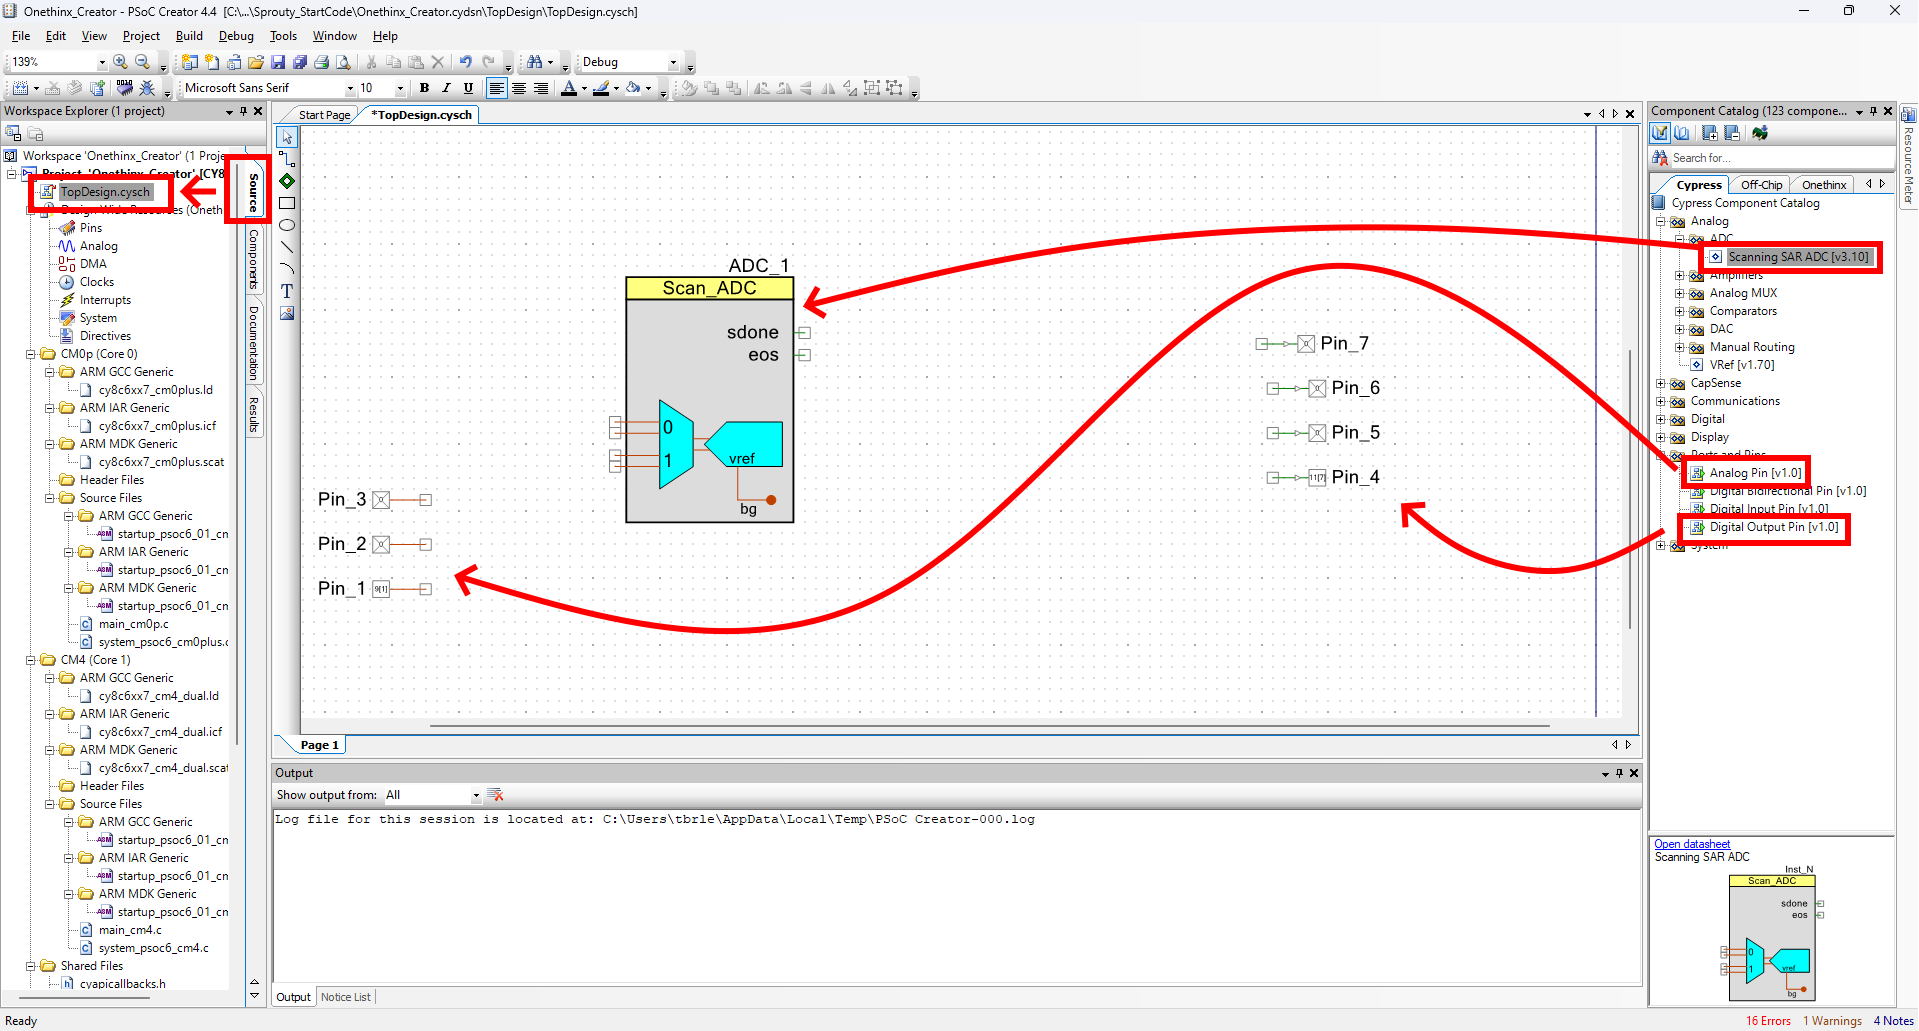 Onethinx_Creator - PSoC Creator 4.4  [C:\...\Sprouty_StartCode\Onethinx_Creator.cydsn\TopDesign\TopDesign.cysch]
File Edit View Project Build Debug Tools Window Help
139%
Debug
Microsoft Sans Serif
10
B I U
A
Workspace Explorer (1 project)
Workspace 'Onethinx_Creator' (1 Proje
Project 'Onethinx_Creator' [CY8
TopDesign.cysch
Design Wide Resources (Oneth
Pins
Analog
DMA
Clocks
Interrupts
System
Directives
CM0p (Core 0)
ARM GCC Generic
cy8c6xx7_cm0plus.ld
ARM IAR Generic
cy8c6xx7_cm0plus.icf
ARM MDK Generic
cy8c6xx7_cm0plus.scat
Header Files
Source Files
ARM GCC Generic
startup_psoc6_01_cm
ARM IAR Generic
startup_psoc6_01_cm
ARM MDK Generic
startup_psoc6_01_cm
main_cm0p.c
system_psoc6_cm0plus.c
CM4 (Core 1)
ARM GCC Generic
cy8c6xx7_cm4_dual.ld
ARM IAR Generic
cy8c6xx7_cm4_dual.icf
ARM MDK Generic
cy8c6xx7_cm4_dual.scat
Header Files
Source Files
ARM GCC Generic
startup_psoc6_01_cm
ARM IAR Generic
startup_psoc6_01_cm
ARM MDK Generic
startup_psoc6_01_cm
main_cm4.c
system_psoc6_cm4.c
Shared Files
cyapicallbacks.h
Source
Components
Documentation
Results
Start Page
*TopDesign.cysch
T
ADC_1
Scan_ADC
sdone
eos
0
1
vref
bg
Pin_3
Pin_2
Pin_1
9[1]
Pin_7
Pin_6
Pin_5
Pin_4
11[7]
Page 1
Output
Show output from: All
Log file for this session is located at: C:\Users\tbrle\AppData\Local\Temp\PSoC Creator-000.log
Output
Notice List
Component Catalog (123 compone...
Search for...
Cypress
Off-Chip
Onethinx
Cypress Component Catalog
Analog
ADC
Scanning SAR ADC [v3.10]
Amplifiers
Analog MUX
Comparators
DAC
Manual Routing
VRef [v1.70]
CapSense
Communications
Digital
Display
Ports and Pins
Analog Pin [v1.0]
Digital Bidirectional Pin [v1.0]
Digital Input Pin [v1.0]
Digital Output Pin [v1.0]
System
Open datasheet
Scanning SAR ADC
Inst_N
Scan_ADC
sdone
eos
0
1
vref
bg
Resource Meter
Ready
16 Errors
1 Warnings
4 Notes